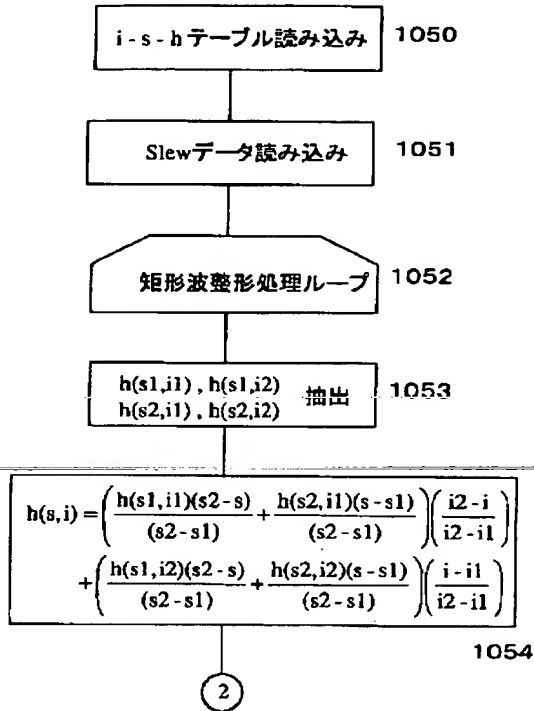 i-s-hテーブル読み込み 1050
Slewデータ読み込み 1051
矩形波整形処理ループ 1052
h(s1,i1) , h(s1,i2)
h(s2,i1) , h(s2,i2) 抽出 1053
h(s,i) = ( h(s1,i1)(s2-s) / (s2-s1) + h(s2,i1)(s-s1) / (s2-s1) ) ( i2-i / i2-i1 )
+ ( h(s1,i2)(s2-s) / (s2-s1) + h(s2,i2)(s-s1) / (s2-s1) ) ( i-i1 / i2-i1 )
1054
2